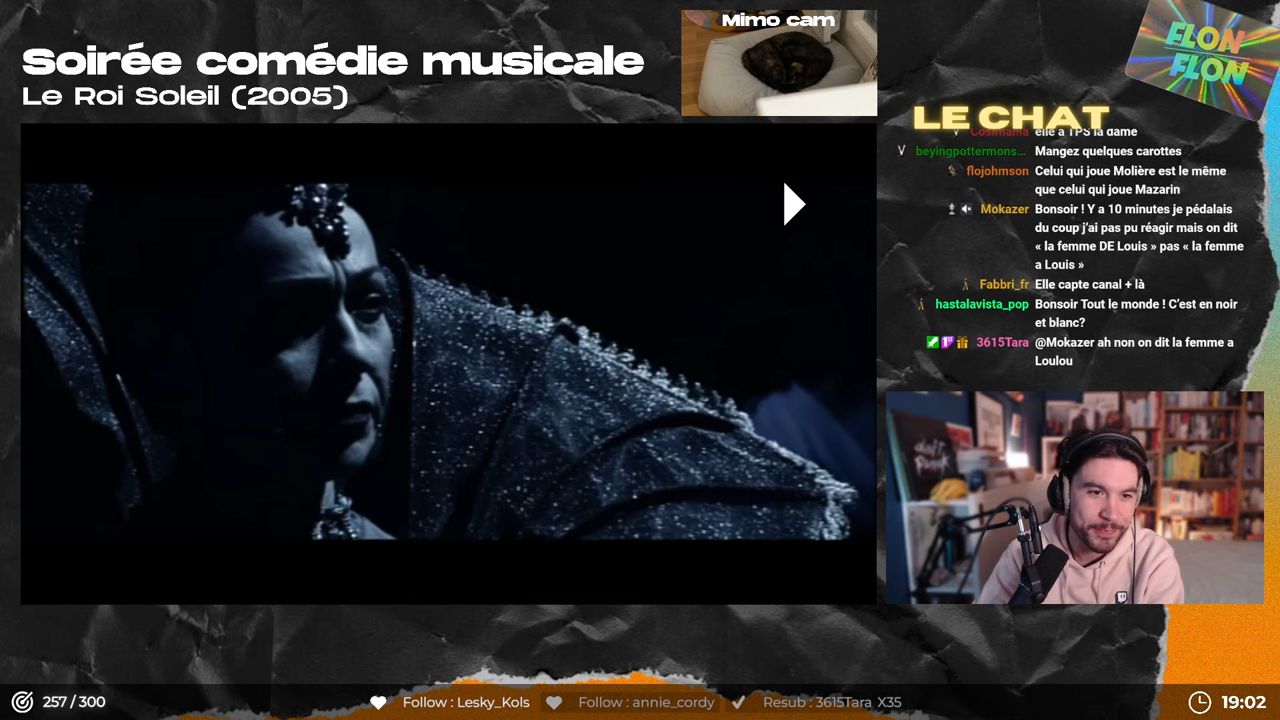 Mimo cam
Soirée comédie musicale
Le Roi Soleil (2005)
FLON
FLON
LE CHAT
Cosimania elle a TPS la dame
beyingpottermons... Mangez quelques carottes
flojohmson Celui qui joue Molière est le même
que celui qui joue Mazarin
Mokazer Bonsoir ! Y a 10 minutes je pédalais
du coup j'ai pas pu réagir mais on dit
« la femme DE Louis » pas « la femme
a Louis »
Fabbri_fr Elle capte canal + là
hastalavista_pop Bonsoir Tout le monde ! C'est en noir
et blanc?
3615Tara @Mokazer ah non on dit la femme a
Loulou
daft
punk
257 / 300
Follow : Lesky_Kols
Follow : annie_cordy
Resub : 3615Tara X35
19:02